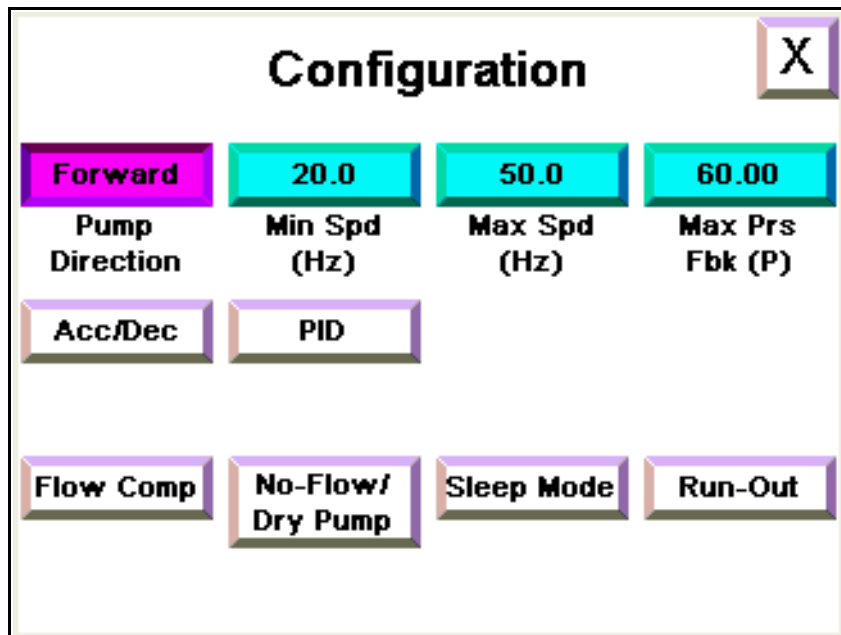 Configuration
X
Forward
20.0
50.0
60.00
Pump
Direction
Min Spd
(Hz)
Max Spd
(Hz)
Max Prs
Fbk (P)
Acc/Dec
PID
Flow Comp
No-Flow/
Dry Pump
Sleep Mode
Run-Out